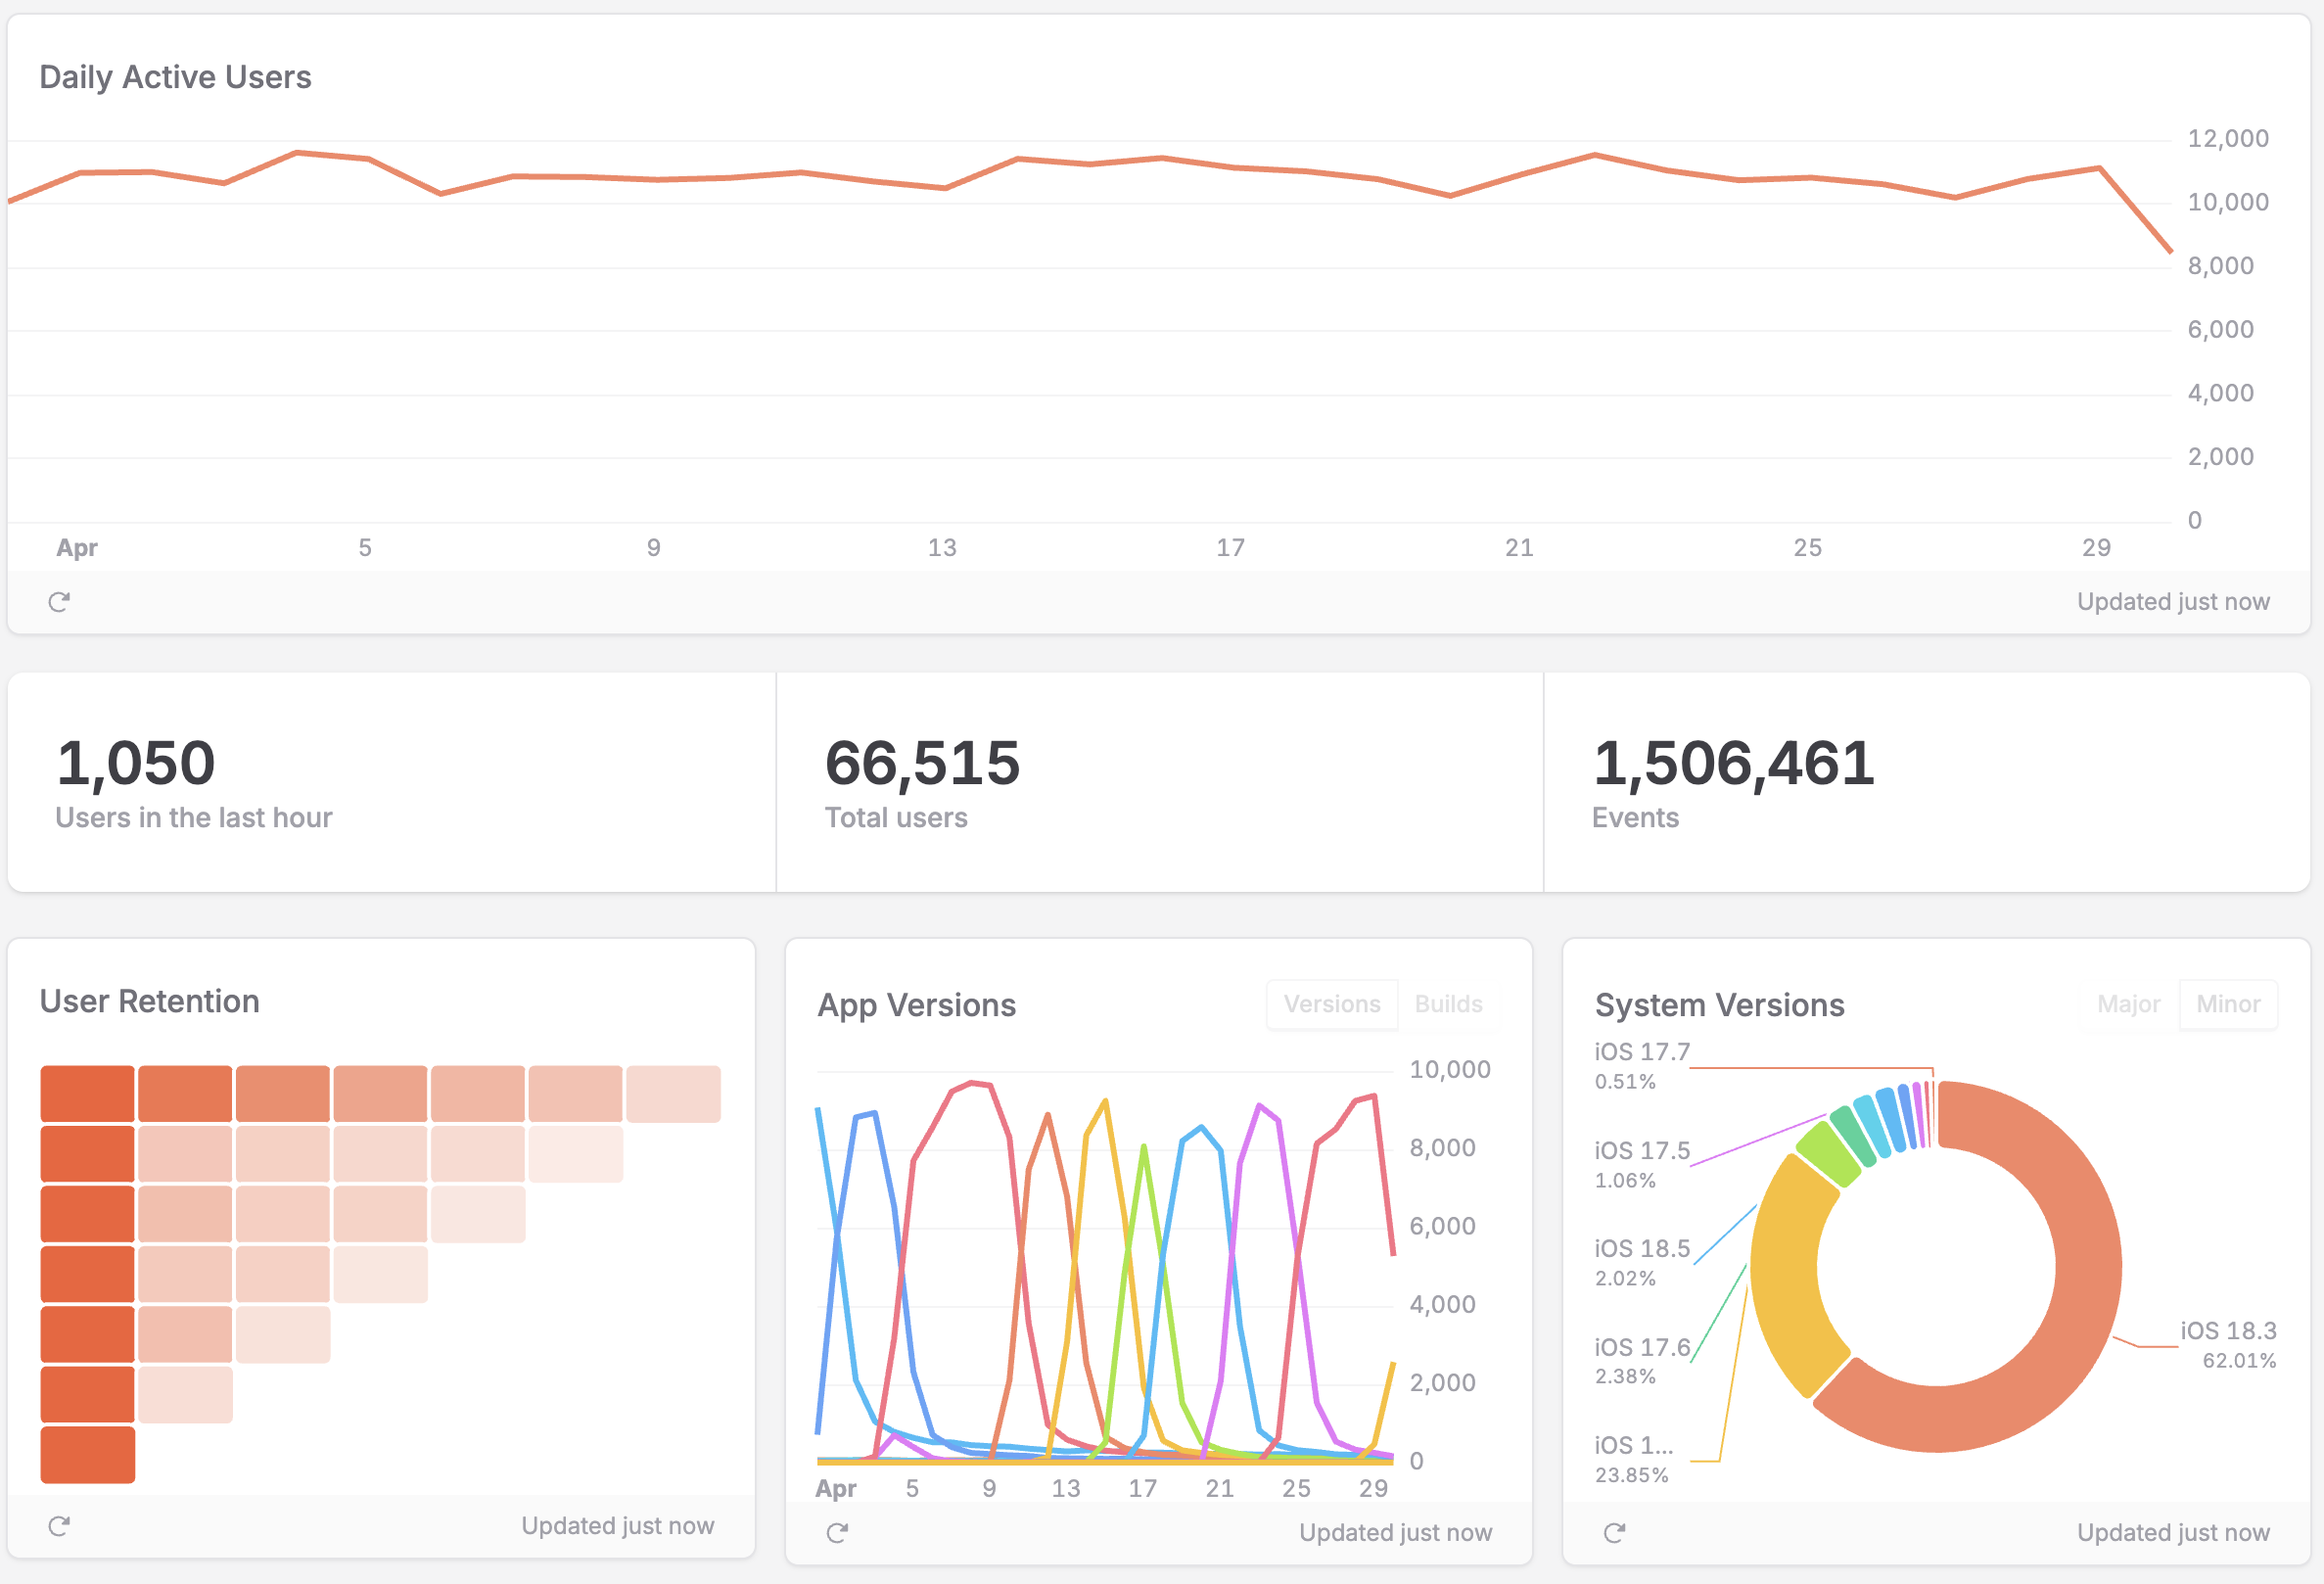 Daily Active Users
12,000
10,000
8,000
6,000
4,000
2,000
0
Apr 5 9 13 17 21 25 29
Updated just now
1,050
Users in the last hour
66,515
Total users
1,506,461
Events
User Retention
Updated just now
App Versions
Versions Builds
10,000
8,000
6,000
4,000
2,000
0
Apr 5 9 13 17 21 25 29
Updated just now
System Versions
Major Minor
iOS 17.7
0.51%
iOS 17.5
1.06%
iOS 18.5
2.02%
iOS 17.6
2.38%
iOS 1...
23.85%
iOS 18.3
62.01%
Updated just now